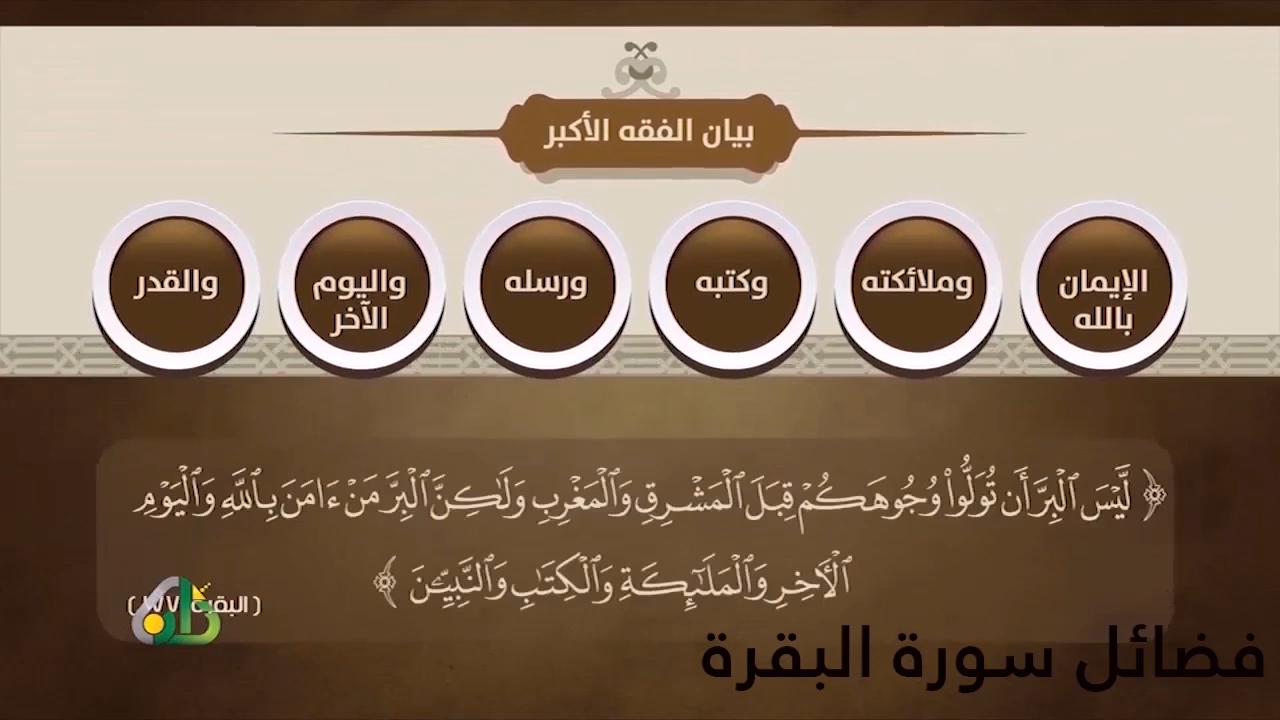 بيان الفقه الأكبر
الإيمان بالله
وملائكته
وكتبه
ورسله
واليوم الآخر
والقدر
﴿ لَّيْسَ ٱلْبِرَّ أَن تُوَلُّوا۟ وُجُوهَكُمْ قِبَلَ ٱلْمَشْرِقِ وَٱلْمَغْرِبِ وَلَـٰكِنَّ ٱلْبِرَّ مَنْ ءَامَنَ بِٱللَّهِ وَٱلْيَوْمِ
ٱلْـَٔاخِرِ وَٱلْمَلَـٰٓئِكَةِ وَٱلْكِتَـٰبِ وَٱلنَّبِيِّـۧنَ ﴾
( البقرة
فضائل سورة البقرة